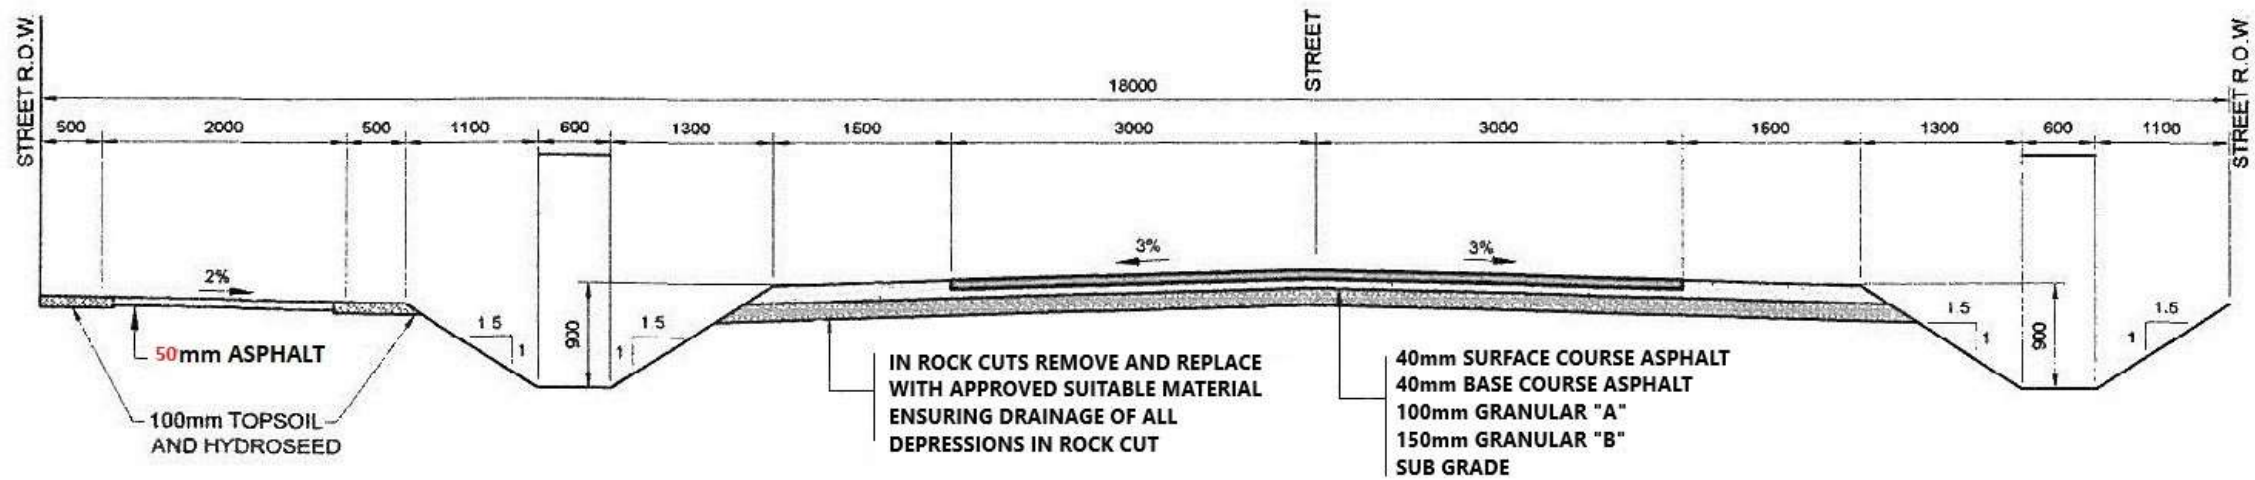 STREET R.O.W.
STREET
STREET R.O.W.
18000
500
2000
500
1100
600
1300
1500
3000
3000
1500
1300
600
1100
2%
3%
3%
1.5
1
900
1.5
1
1.5
1
900
1.5
1
50mm ASPHALT
100mm TOPSOIL
AND HYDROSEED
IN ROCK CUTS REMOVE AND REPLACE
WITH APPROVED SUITABLE MATERIAL
ENSURING DRAINAGE OF ALL
DEPRESSIONS IN ROCK CUT
40mm SURFACE COURSE ASPHALT
40mm BASE COURSE ASPHALT
100mm GRANULAR "A"
150mm GRANULAR "B"
SUB GRADE